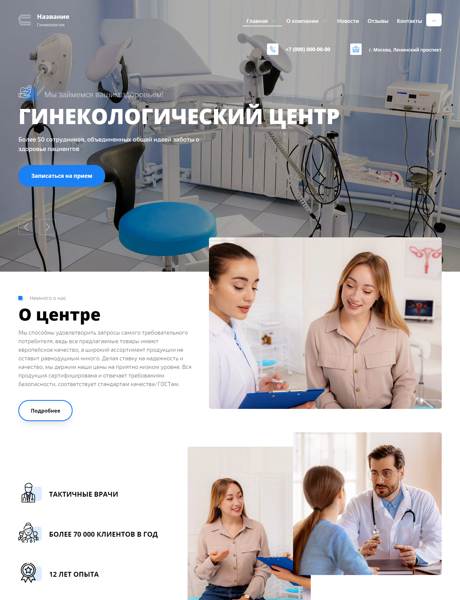 Название
Гинекология
Главная
О компании
Новости
Отзывы
Контакты
+7 (988) 890-00-00
г. Москва, Ленинский проспект
Мы займемся вашим здоровьем!
ГИНЕКОЛОГИЧЕСКИЙ ЦЕНТР
Более 50 сотрудников, объединенных общей идеей заботы о
здоровье пациентов
Записаться на прием
Немного о нас
О центре
Мы способны удовлетворить запросы самого требовательного
потребителя, ведь все предлагаемые товары имеют
европейское качество, а широкий ассортимент продукции не
оставит равнодушным никого. Делая ставку на надежность и
качество, мы держим наши цены на приятно низком уровне. Вся
продукция сертифицирована и отвечает требованиям
безопасности, соответствует стандартам качества/ГОСТам.
Подробнее
ТАКТИЧНЫЕ ВРАЧИ
БОЛЕЕ 70 000 КЛИЕНТОВ В ГОД
12 ЛЕТ ОПЫТА